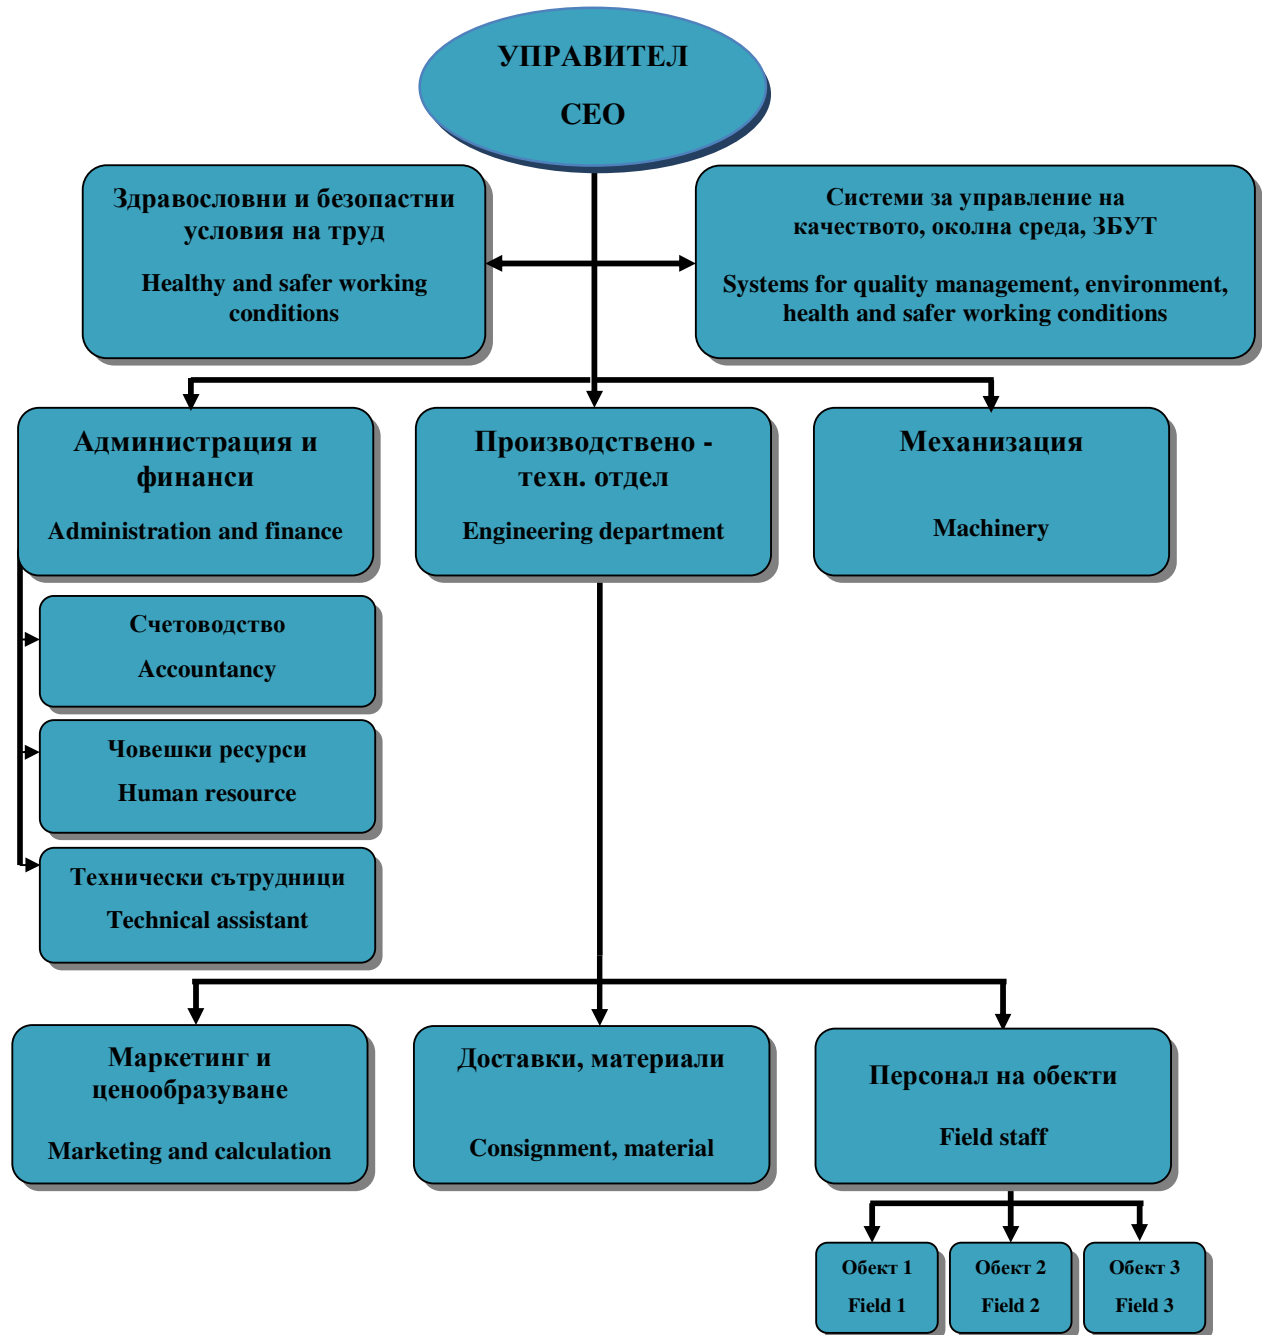 УПРАВИТЕЛ
CEO
Здравословни и безопастни
условия на труд
Healthy and safer working
conditions
Системи за управление на
качеството, околна среда, ЗБУТ
Systems for quality management, environment,
health and safer working conditions
Администрация и
финанси
Administration and finance
Производствено -
техн. отдел
Engineering department
Механизация
Machinery
Счетоводство
Accountancy
Човешки ресурси
Human resource
Технически сътрудници
Technical assistant
Маркетинг и
ценообразуване
Marketing and calculation
Доставки, материали
Consignment, material
Персонал на обекти
Field staff
Обект 1
Field 1
Обект 2
Field 2
Обект 3
Field 3